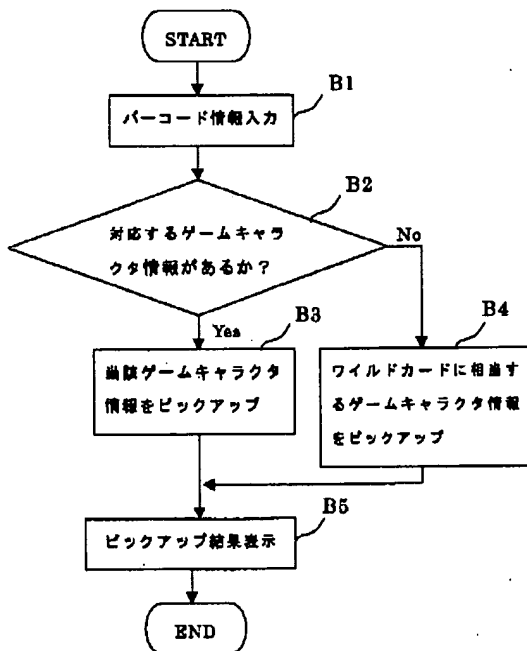 START
B1
バーコード情報入力
B2
対応するゲームキャラ
クタ情報があるか？
No
Yes
B3
当該ゲームキャラクタ
情報をピックアップ
B4
ワイルドカードに相当す
るゲームキャラクタ情報
をピックアップ
B5
ピックアップ結果表示
END